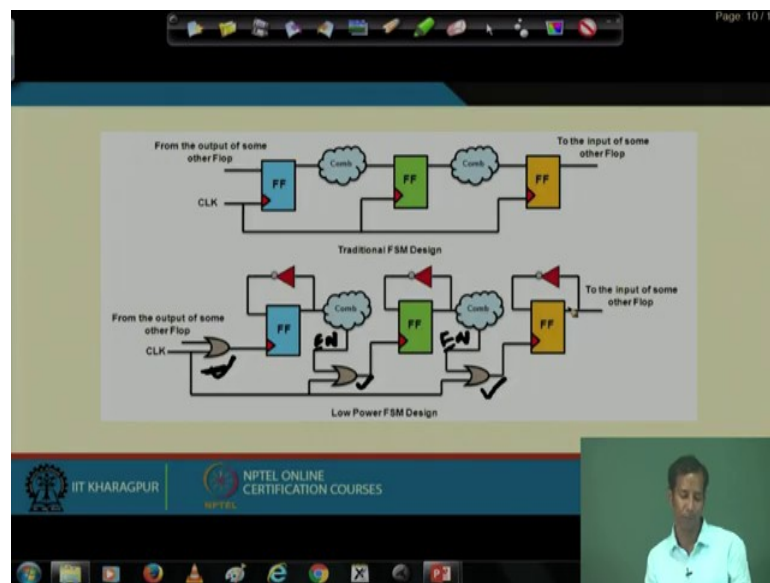 Page: 10 / 1
From the output of some
other Flop
To the input of some
other Flop
Comb
Comb
FF
FF
FF
CLK
Traditional FSM Design
From the output of some
other Flop
To the input of some
other Flop
Comb
Comb
FF
FF
FF
EN
EN
CLK
Low Power FSM Design
IIT KHARAGPUR
NPTEL
NPTEL ONLINE
CERTIFICATION COURSES